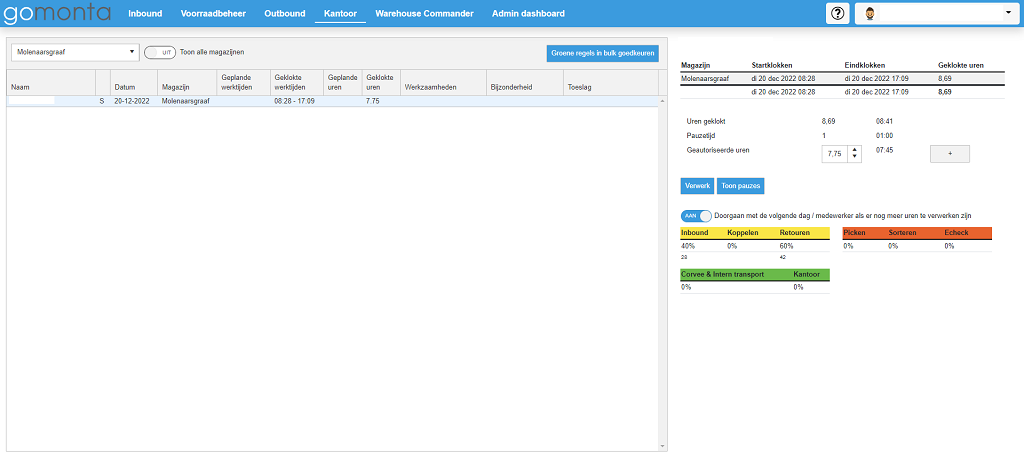 gomonta Inbound Voorraadbeheer Outbound Kantoor Warehouse Commander Admin dashboard ?
Molenaarsgraaf Uit Toon alle magazijnen Groene regels in bulk goedkeuren
Naam Datum Magazijn Geplande werktijden Geklokte werktijden Geplande uren Geklokte uren Werkzaamheden Bijzonderheid Toeslag
S 20-12-2022 Molenaarsgraaf 08:28 - 17:09 7.75
Magazijn Startklokken Eindklokken Geklokte uren
Molenaarsgraaf di 20 dec 2022 08:28 di 20 dec 2022 17:09 8,69
di 20 dec 2022 08:28 di 20 dec 2022 17:09 8,69
Uren geklokt 8,69 08:41
Pauzetijd 1 01:00
Geautoriseerde uren 7,75 07:45 +
Verwerk Toon pauzes
AAN Doorgaan met de volgende dag / medewerker als er nog meer uren te verwerken zijn
Inbound Koppelen Retouren
40% 0% 60%
28 42
Picken Sorteren Echeck
0% 0% 0%
Corvee & Intern transport Kantoor
0% 0%